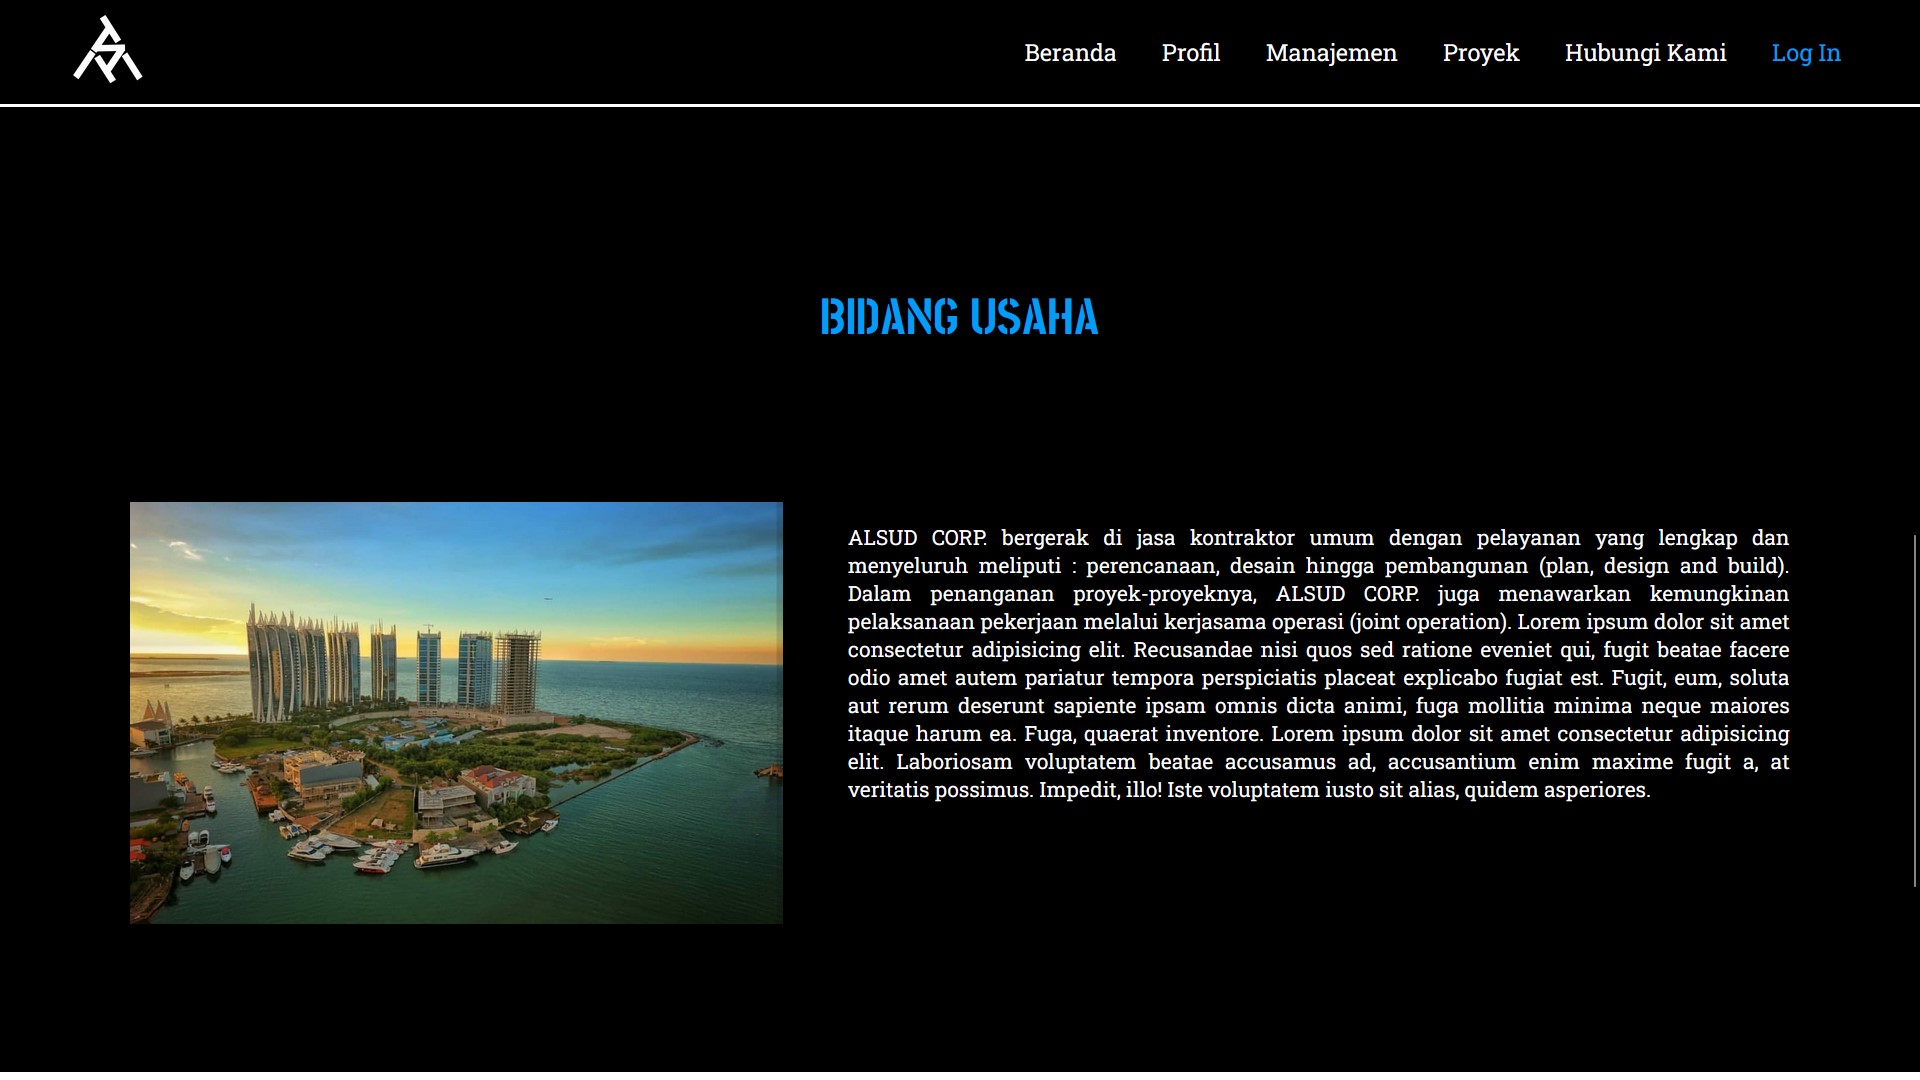 Beranda Profil Manajemen Proyek Hubungi Kami Log In
BIDANG USAHA
ALSUD CORP. bergerak di jasa kontraktor umum dengan pelayanan yang lengkap dan
menyeluruh meliputi : perencanaan, desain hingga pembangunan (plan, design and build).
Dalam penanganan proyek-proyeknya, ALSUD CORP. juga menawarkan kemungkinan
pelaksanaan pekerjaan melalui kerjasama operasi (joint operation). Lorem ipsum dolor sit amet
consectetur adipisicing elit. Recusandae nisi quos sed ratione eveniet qui, fugit beatae facere
odio amet autem pariatur tempora perspiciatis placeat explicabo fugiat est. Fugit, eum, soluta
aut rerum deserunt sapiente ipsam omnis dicta animi, fuga mollitia minima neque maiores
itaque harum ea. Fuga, quaerat inventore. Lorem ipsum dolor sit amet consectetur adipisicing
elit. Laboriosam voluptatem beatae accusamus ad, accusantium enim maxime fugit a, at
veritatis possimus. Impedit, illo! Iste voluptatem iusto sit alias, quidem asperiores.